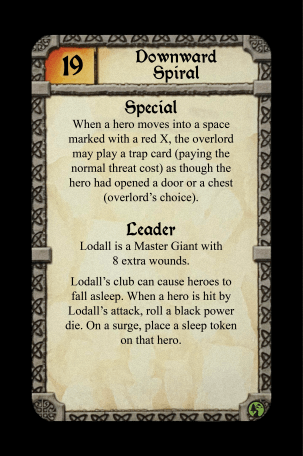 19
Downward
Spiral
Special
When a hero moves into a space
marked with a red X, the overlord
may play a trap card (paying the
normal threat cost) as though the
hero had opened a door or a chest
(overlord's choice).
Leader
Lodall is a Master Giant with
8 extra wounds.
Lodall's club can cause heroes to
fall asleep. When a hero is hit by
Lodall's attack, roll a black power
die. On a surge, place a sleep token
on that hero.